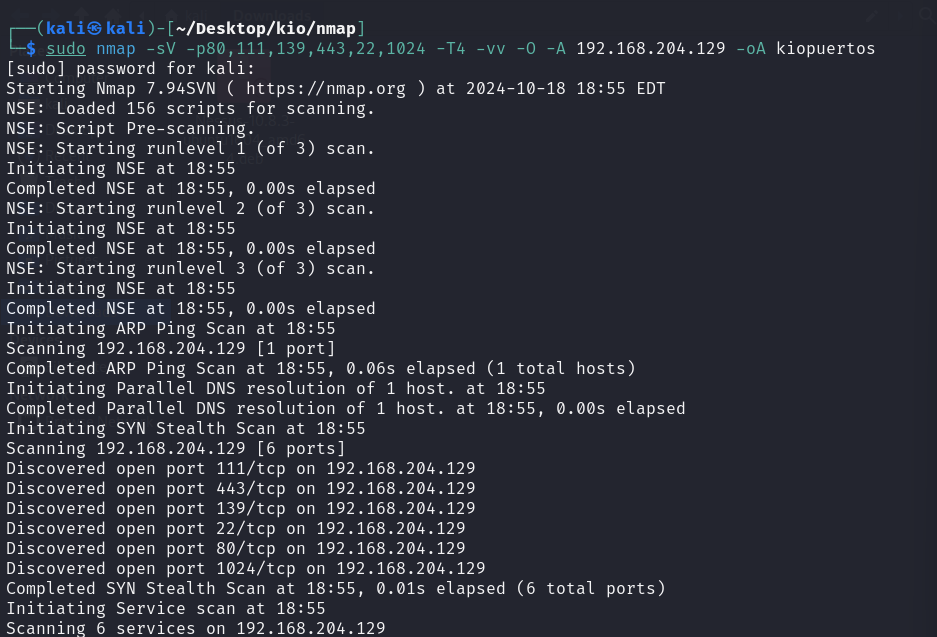 ┌──(kali㉿kali)-[~/Desktop/kio/nmap]
└─$ sudo nmap -sV -p80,111,139,443,22,1024 -T4 -vv -O -A 192.168.204.129 -oA kiopuertos
[sudo] password for kali:
Starting Nmap 7.94SVN ( https://nmap.org ) at 2024-10-18 18:55 EDT
NSE: Loaded 156 scripts for scanning.
NSE: Script Pre-scanning.
NSE: Starting runlevel 1 (of 3) scan.
Initiating NSE at 18:55
Completed NSE at 18:55, 0.00s elapsed
NSE: Starting runlevel 2 (of 3) scan.
Initiating NSE at 18:55
Completed NSE at 18:55, 0.00s elapsed
NSE: Starting runlevel 3 (of 3) scan.
Initiating NSE at 18:55
Completed NSE at 18:55, 0.00s elapsed
Initiating ARP Ping Scan at 18:55
Scanning 192.168.204.129 [1 port]
Completed ARP Ping Scan at 18:55, 0.06s elapsed (1 total hosts)
Initiating Parallel DNS resolution of 1 host. at 18:55
Completed Parallel DNS resolution of 1 host. at 18:55, 0.00s elapsed
Initiating SYN Stealth Scan at 18:55
Scanning 192.168.204.129 [6 ports]
Discovered open port 111/tcp on 192.168.204.129
Discovered open port 443/tcp on 192.168.204.129
Discovered open port 139/tcp on 192.168.204.129
Discovered open port 22/tcp on 192.168.204.129
Discovered open port 80/tcp on 192.168.204.129
Discovered open port 1024/tcp on 192.168.204.129
Completed SYN Stealth Scan at 18:55, 0.01s elapsed (6 total ports)
Initiating Service scan at 18:55
Scanning 6 services on 192.168.204.129